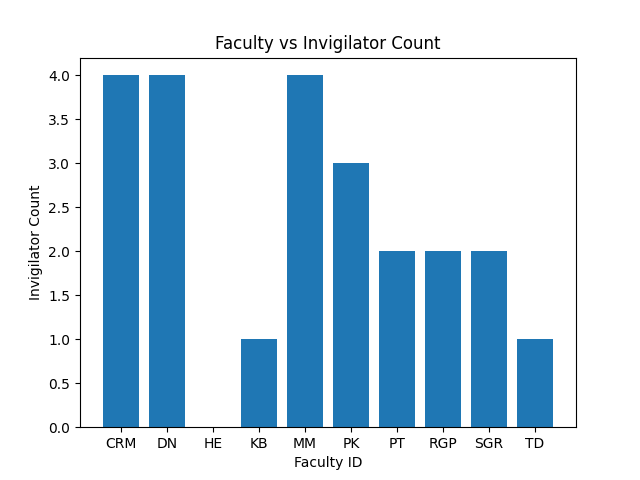 Faculty vs Invigilator Count
4.0
3.5
3.0
2.5
2.0
1.5
1.0
0.5
0.0
Invigilator Count
CRM DN HE KB MM PK PT RGP SGR TD
Faculty ID